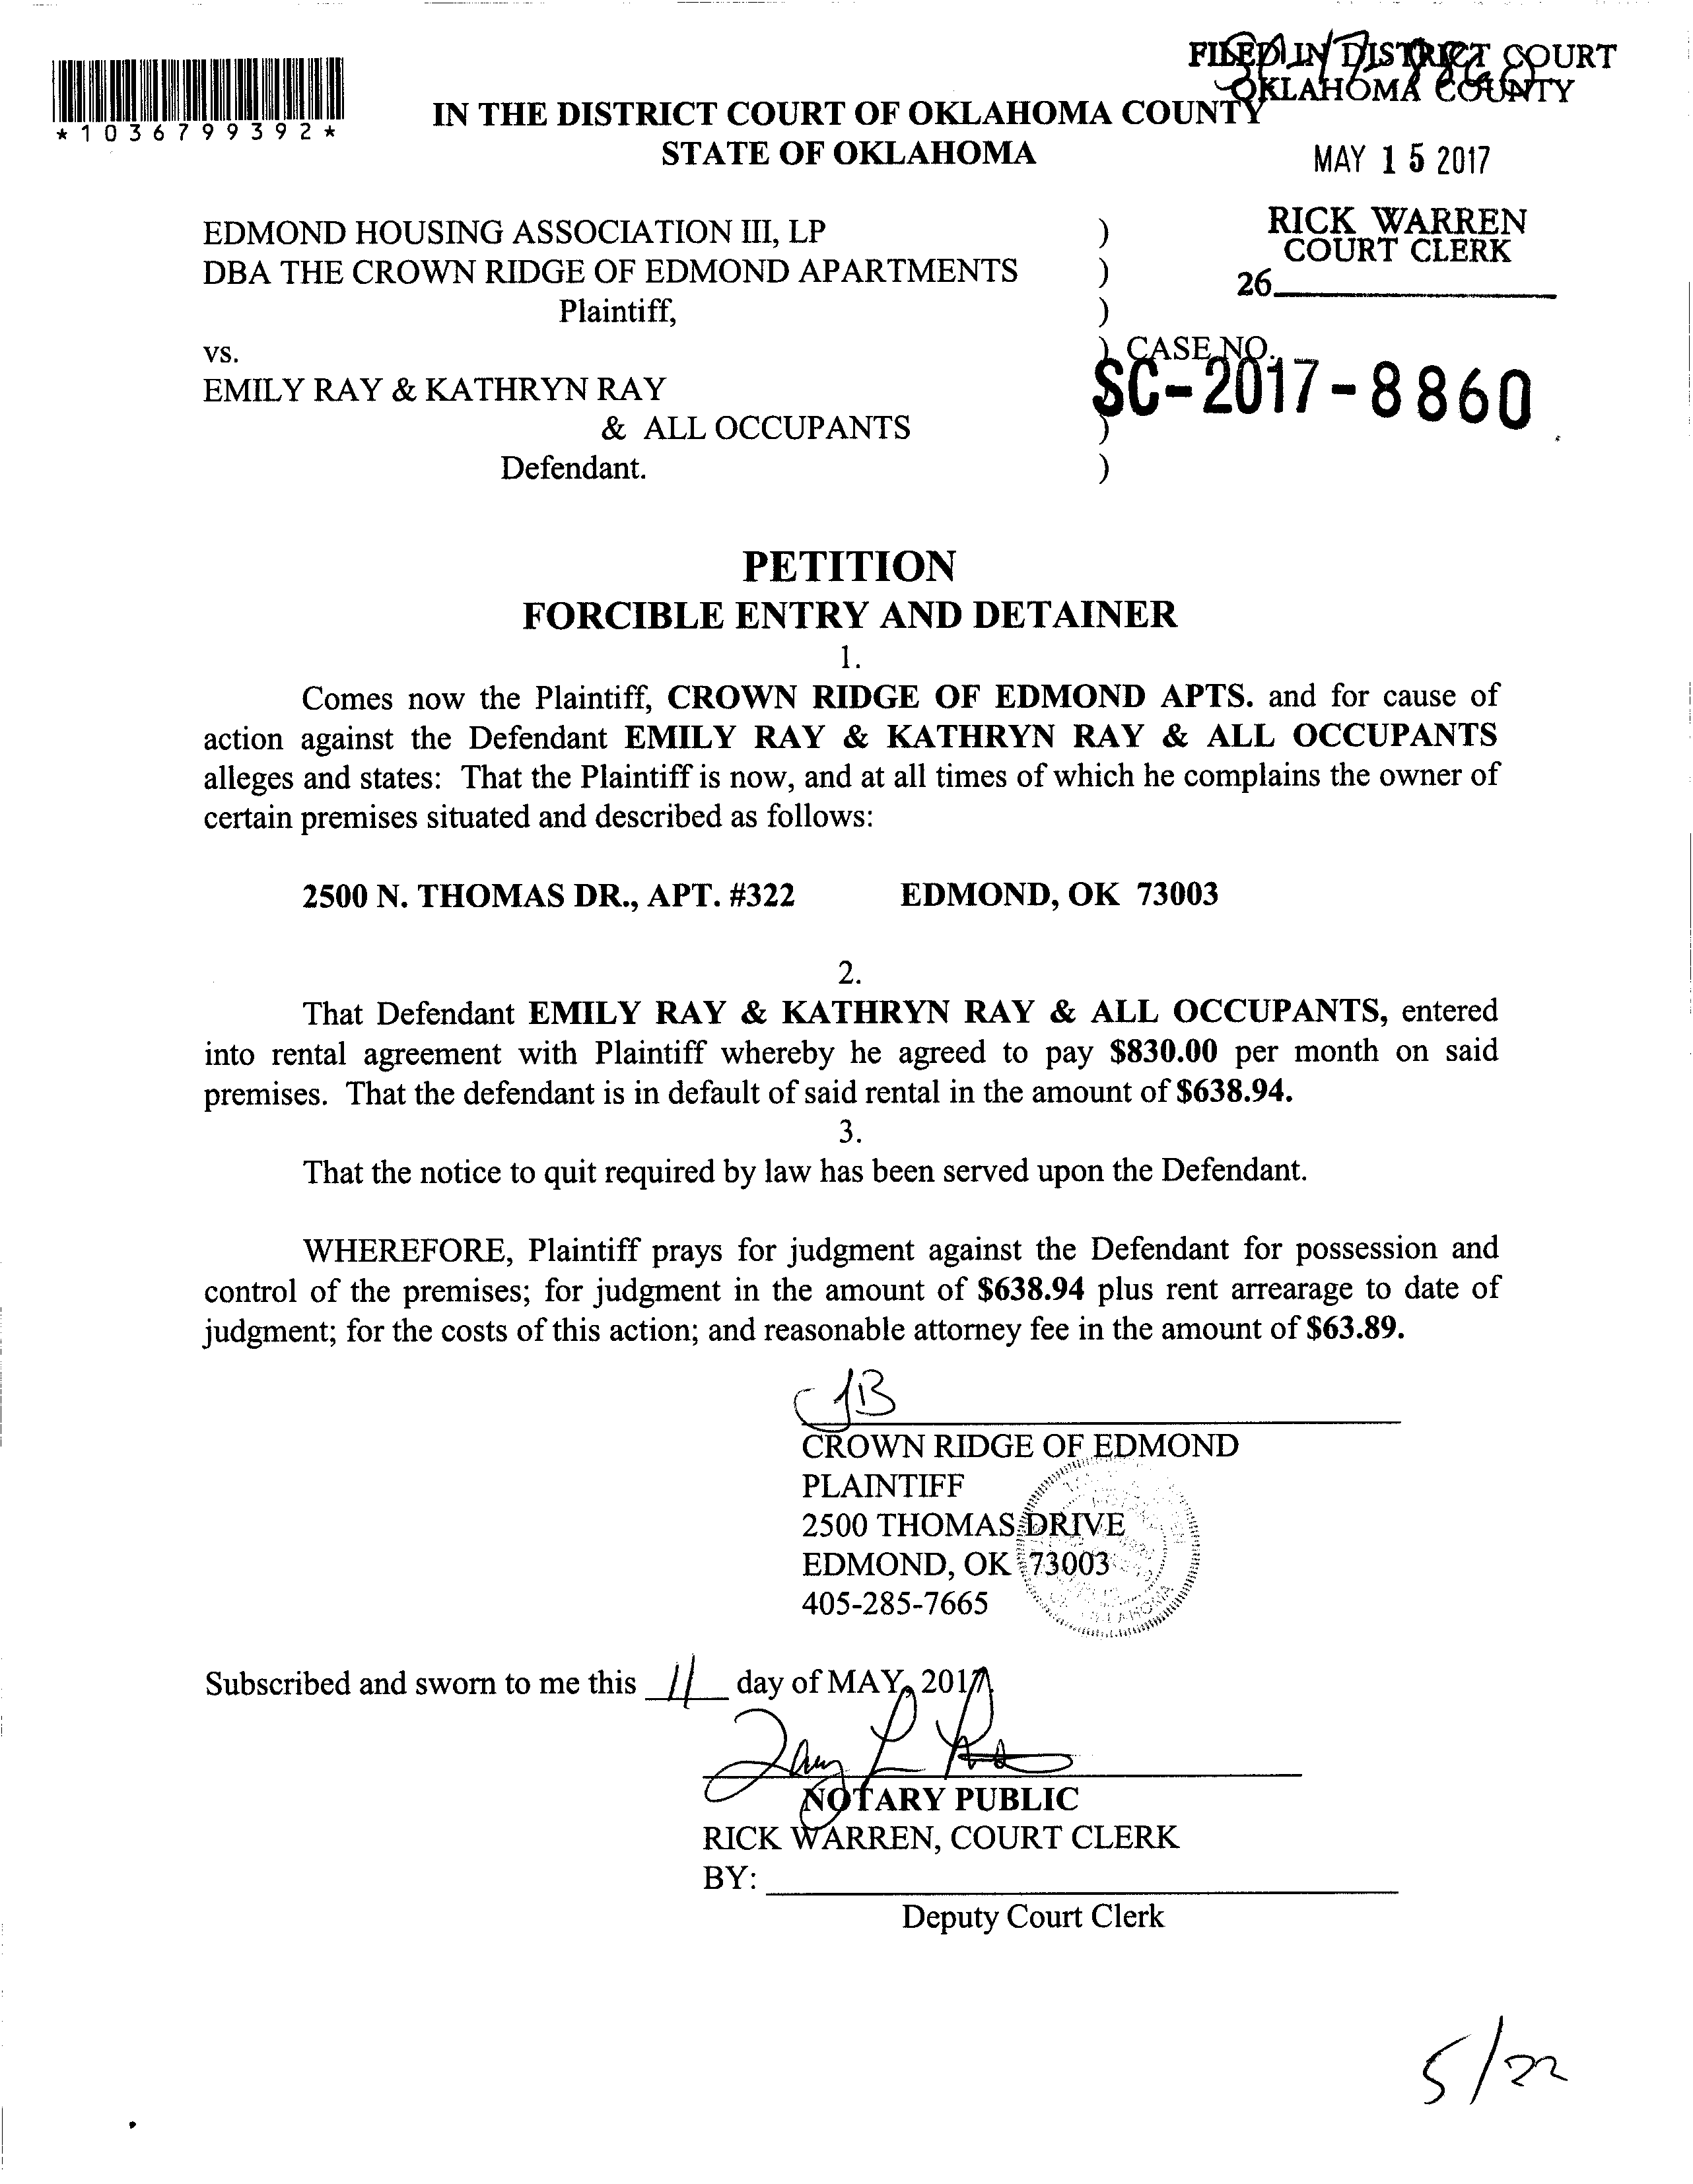 FILED IN DISTRICT COURT
OKLAHOMA COUNTY
*1036799392*
IN THE DISTRICT COURT OF OKLAHOMA COUNTY
STATE OF OKLAHOMA
MAY 15 2017
RICK WARREN
COURT CLERK
26
EDMOND HOUSING ASSOCIATION III, LP )
DBA THE CROWN RIDGE OF EDMOND APARTMENTS )
Plaintiff, )
vs. ) CASE NO.
SC-2017-8860
EMILY RAY & KATHRYN RAY
& ALL OCCUPANTS )
Defendant. )
PETITION
FORCIBLE ENTRY AND DETAINER
1.
Comes now the Plaintiff, CROWN RIDGE OF EDMOND APTS. and for cause of
action against the Defendant EMILY RAY & KATHRYN RAY & ALL OCCUPANTS
alleges and states: That the Plaintiff is now, and at all times of which he complains the owner of
certain premises situated and described as follows:
2500 N. THOMAS DR., APT. #322 EDMOND, OK 73003
2.
That Defendant EMILY RAY & KATHRYN RAY & ALL OCCUPANTS, entered
into rental agreement with Plaintiff whereby he agreed to pay $830.00 per month on said
premises. That the defendant is in default of said rental in the amount of $638.94.
3.
That the notice to quit required by law has been served upon the Defendant.
WHEREFORE, Plaintiff prays for judgment against the Defendant for possession and
control of the premises; for judgment in the amount of $638.94 plus rent arrearage to date of
judgment; for the costs of this action; and reasonable attorney fee in the amount of $63.89.
CROWN RIDGE OF EDMOND
PLAINTIFF
2500 THOMAS DRIVE
EDMOND, OK 73003
405-285-7665
Subscribed and sworn to me this 11 day of MAY, 2017
NOTARY PUBLIC
RICK WARREN, COURT CLERK
BY:
Deputy Court Clerk
5/22